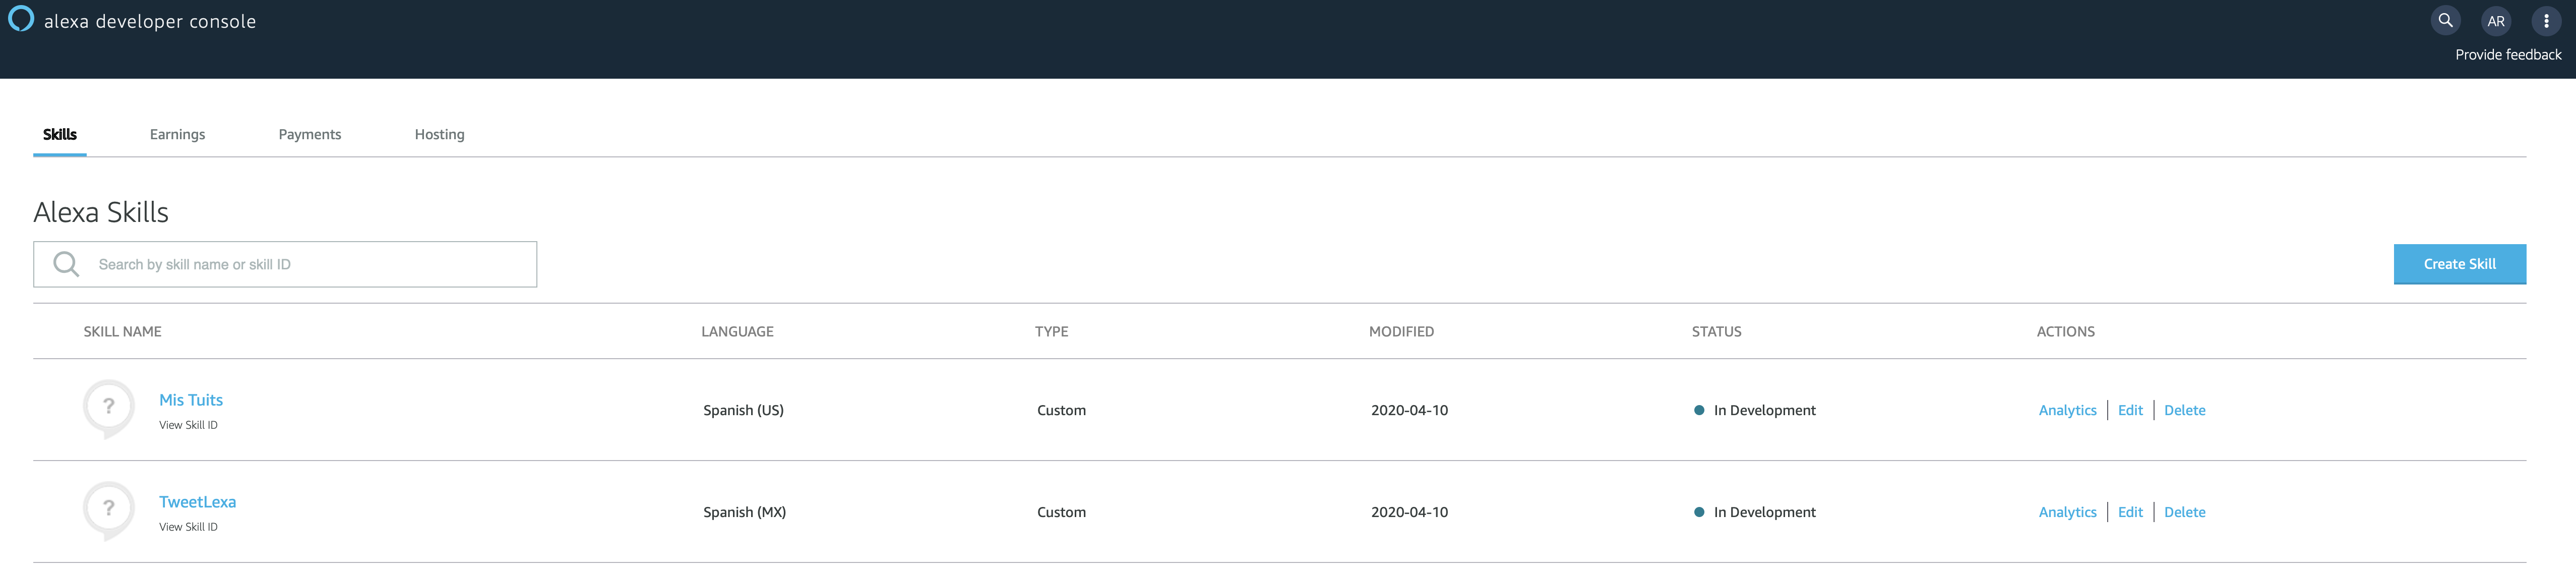 alexa developer console
AR
Provide feedback
Skills Earnings Payments Hosting
Alexa Skills
Search by skill name or skill ID
Create Skill
SKILL NAME LANGUAGE TYPE MODIFIED STATUS ACTIONS
? Mis Tuits Spanish (US) Custom 2020-04-10 In Development Analytics Edit Delete
View Skill ID
? TweetLexa Spanish (MX) Custom 2020-04-10 In Development Analytics Edit Delete
View Skill ID